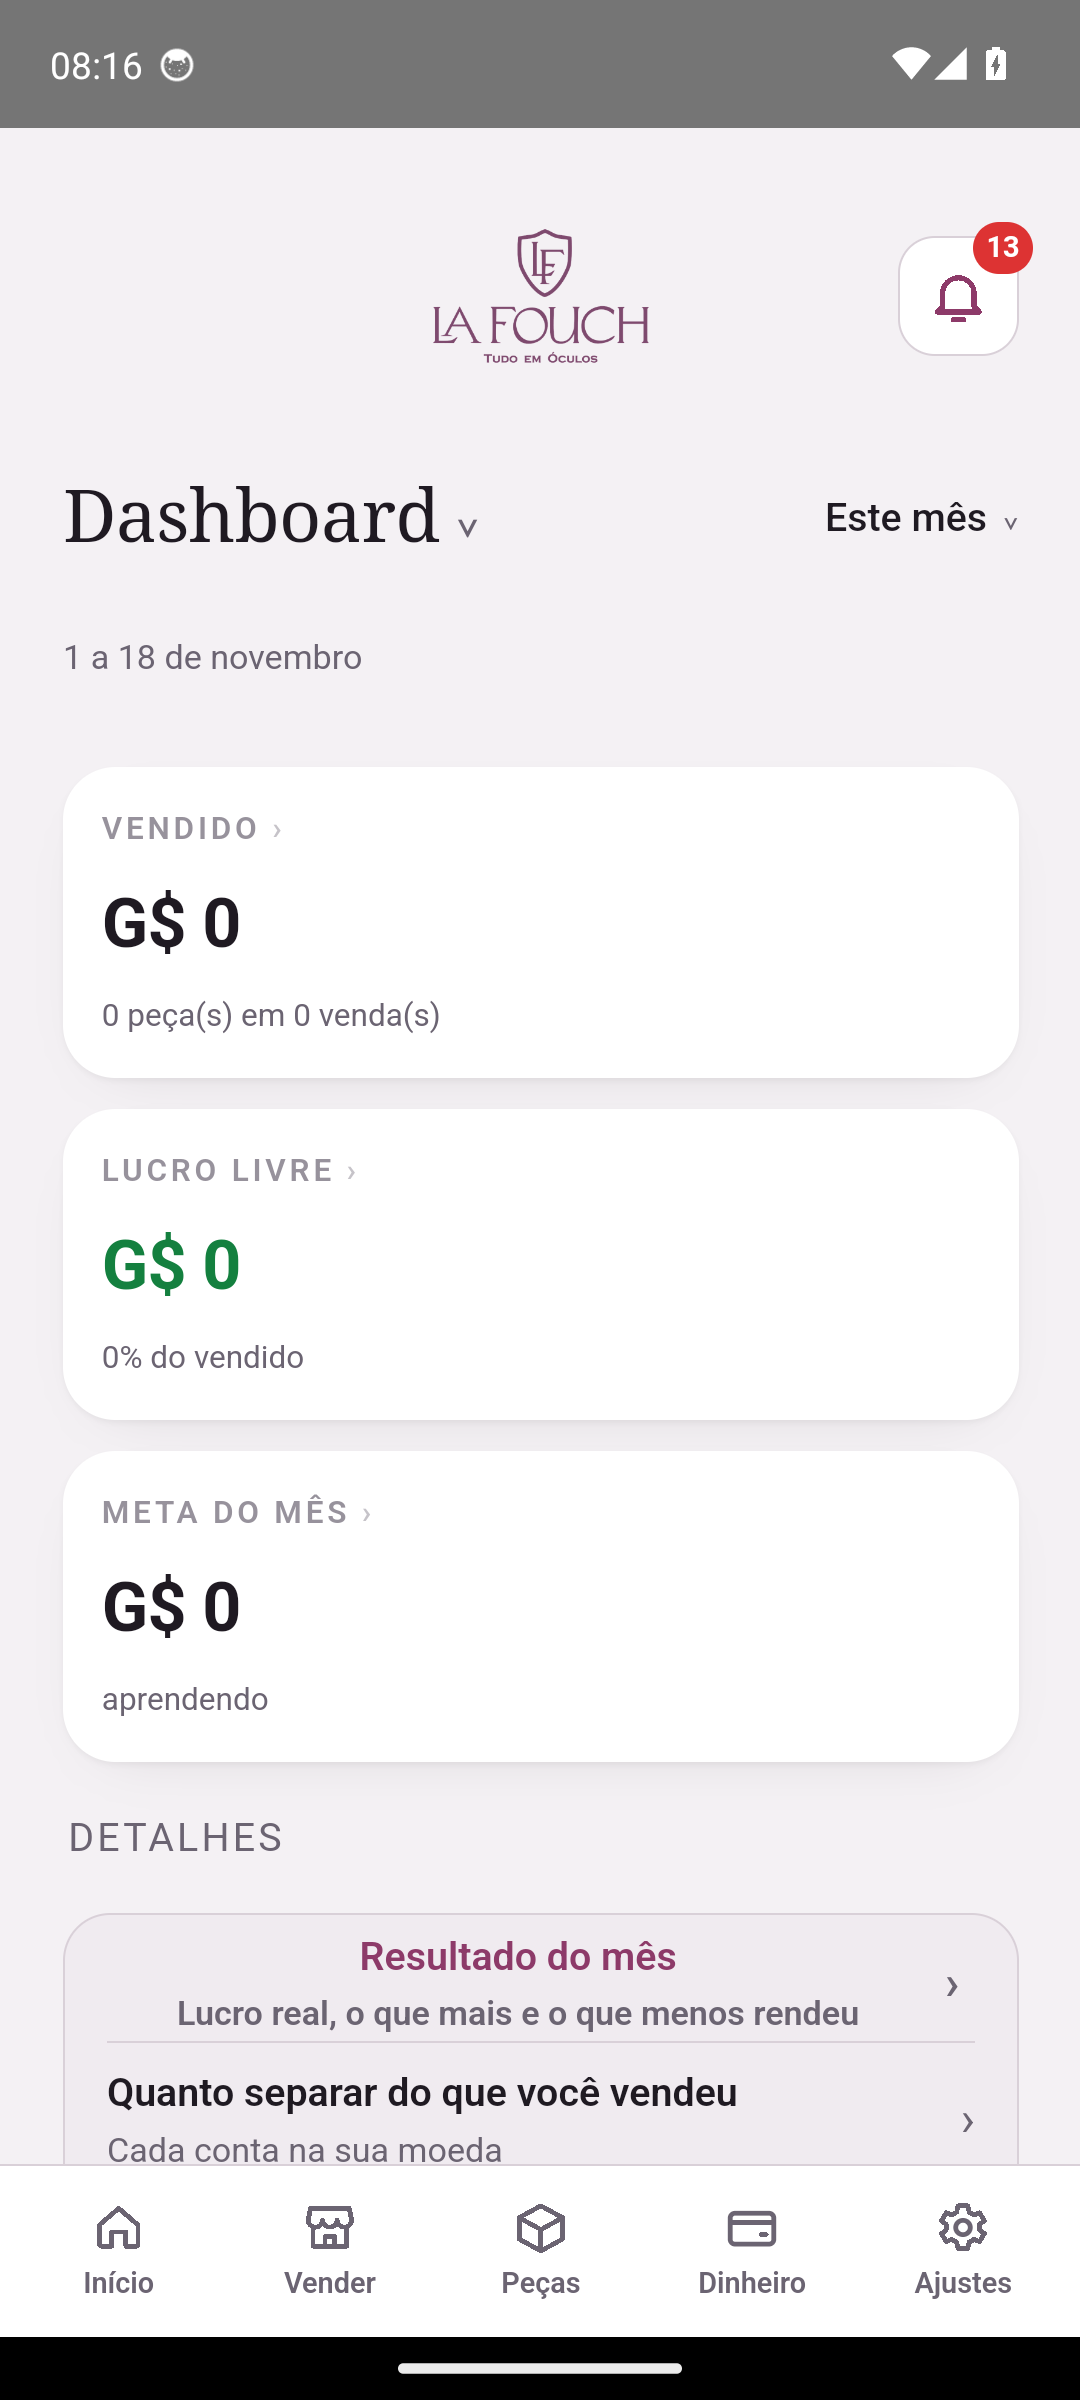 08:16
LF
LA FOUCH
TUDO EM ÓCULOS
13
Dashboard
Este mês
1 a 18 de novembro
VENDIDO ›
G$ 0
0 peça(s) em 0 venda(s)
LUCRO LIVRE ›
G$ 0
0% do vendido
META DO MÊS ›
G$ 0
aprendendo
DETALHES
Resultado do mês
Lucro real, o que mais e o que menos rendeu ›
Quanto separar do que você vendeu
Cada conta na sua moeda ›
Início Vender Peças Dinheiro Ajustes